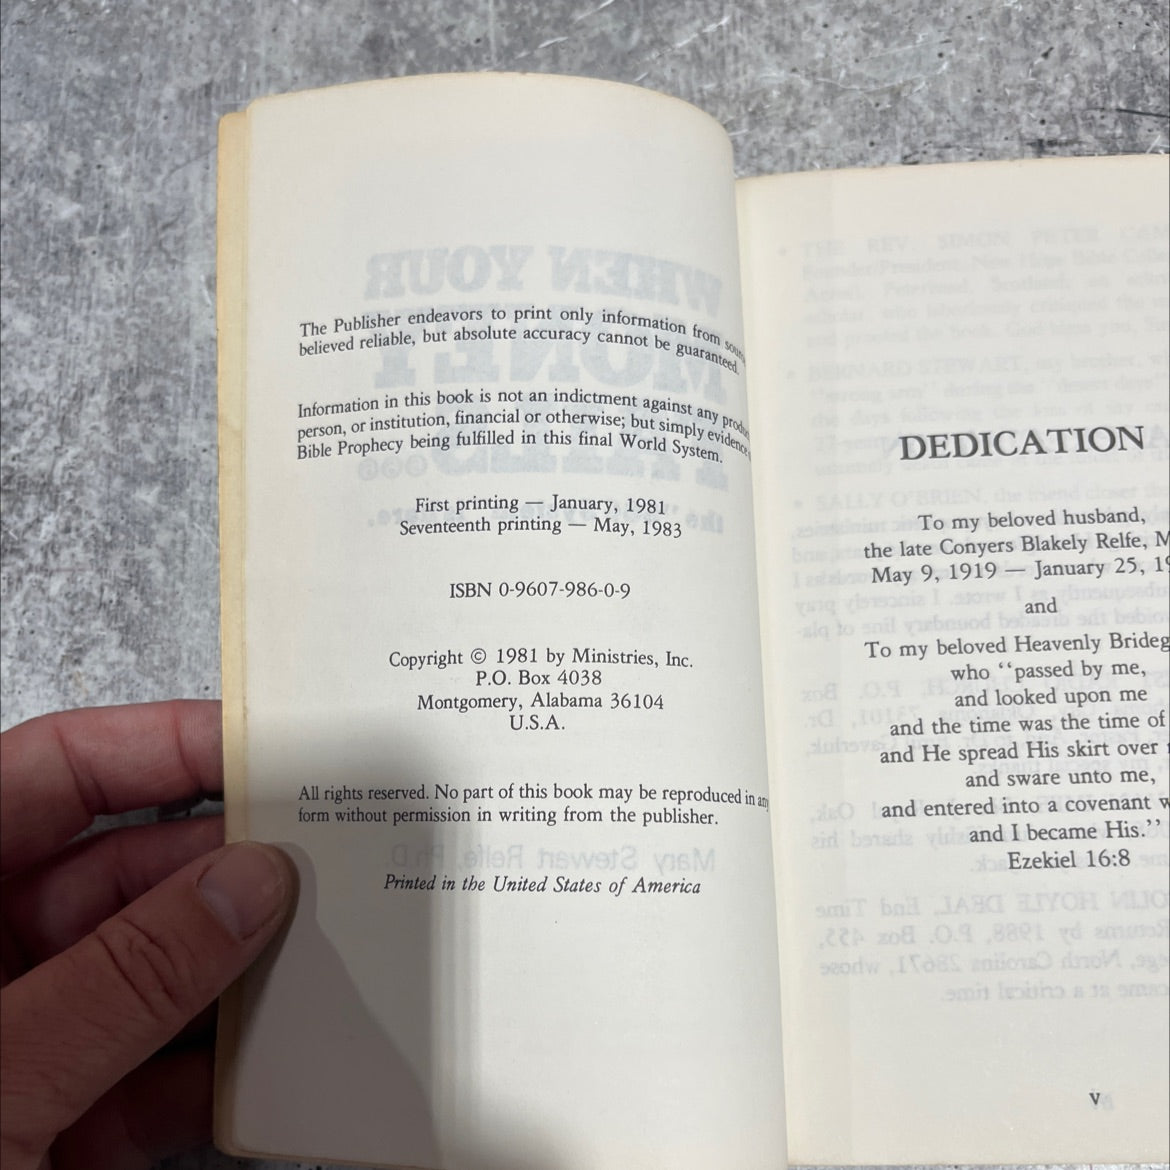 The Publisher endeavors to print only information from
believed reliable, but absolute accuracy cannot be guaranteed.
Information in this book is not an indictment against any
person, or institution, financial or otherwise; but simply evidence
Bible Prophecy being fulfilled in this final World System.
First printing — January, 1981
Seventeenth printing — May, 1983
ISBN 0-9607-986-0-9
Copyright © 1981 by Ministries, Inc.
P.O. Box 4038
Montgomery, Alabama 36104
U.S.A.
All rights reserved. No part of this book may be reproduced in any
form without permission in writing from the publisher.
Printed in the United States of America
DEDICATION
To my beloved husband,
the late Conyers Blakely Relfe,
May 9, 1919 — January 25,
and
To my beloved Heavenly
who ‘‘passed by me,
and looked upon me
and the time was the time of
and He spread His skirt over
and sware unto me,
and entered into a covenant
and I became His.’’
Ezekiel 16:8
v